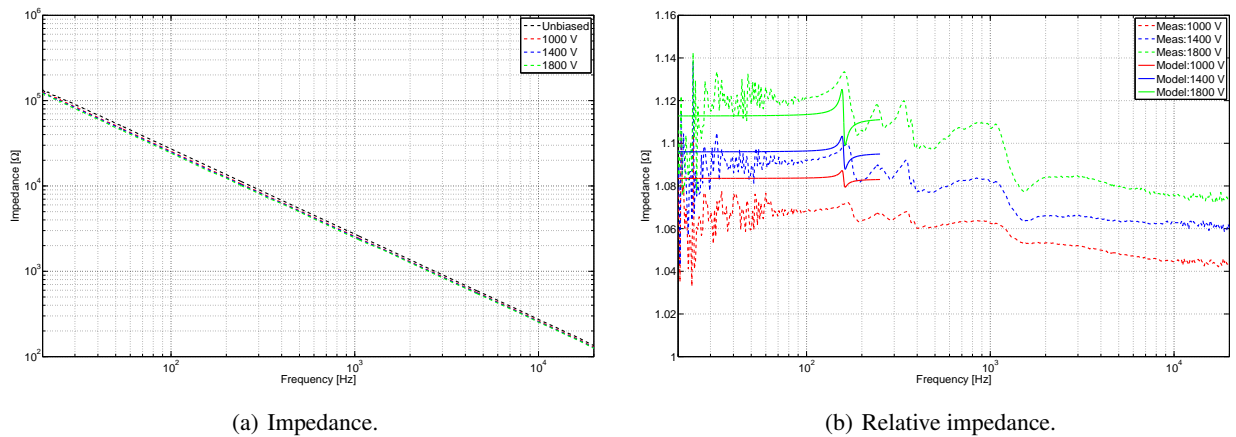 10^6
10^5
10^4
10^3
10^2
Impedance [Ω]
Unbiased
1000 V
1400 V
1800 V
10^2
10^3
10^4
Frequency [Hz]
(a) Impedance.
1.16
1.14
1.12
1.1
1.08
1.06
1.04
1.02
1
Impedance [Ω]
Meas:1000 V
Meas:1400 V
Meas:1800 V
Model:1000 V
Model:1400 V
Model:1800 V
10^2
10^3
10^4
Frequency [Hz]
(b) Relative impedance.